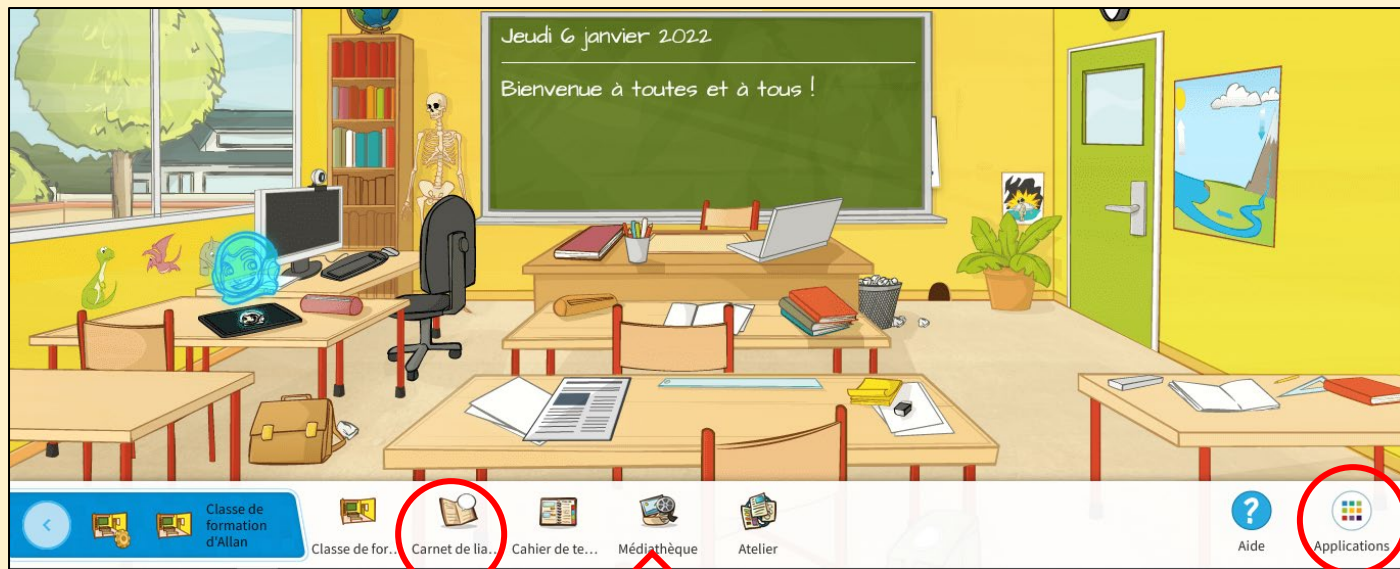 Jeudi 6 janvier 2022
Bienvenue à toutes et à tous !
Classe de
formation
d'Allan
Classe de for...
Carnet de lia...
Cahier de te...
Médiathèque
Atelier
Aide
Applications